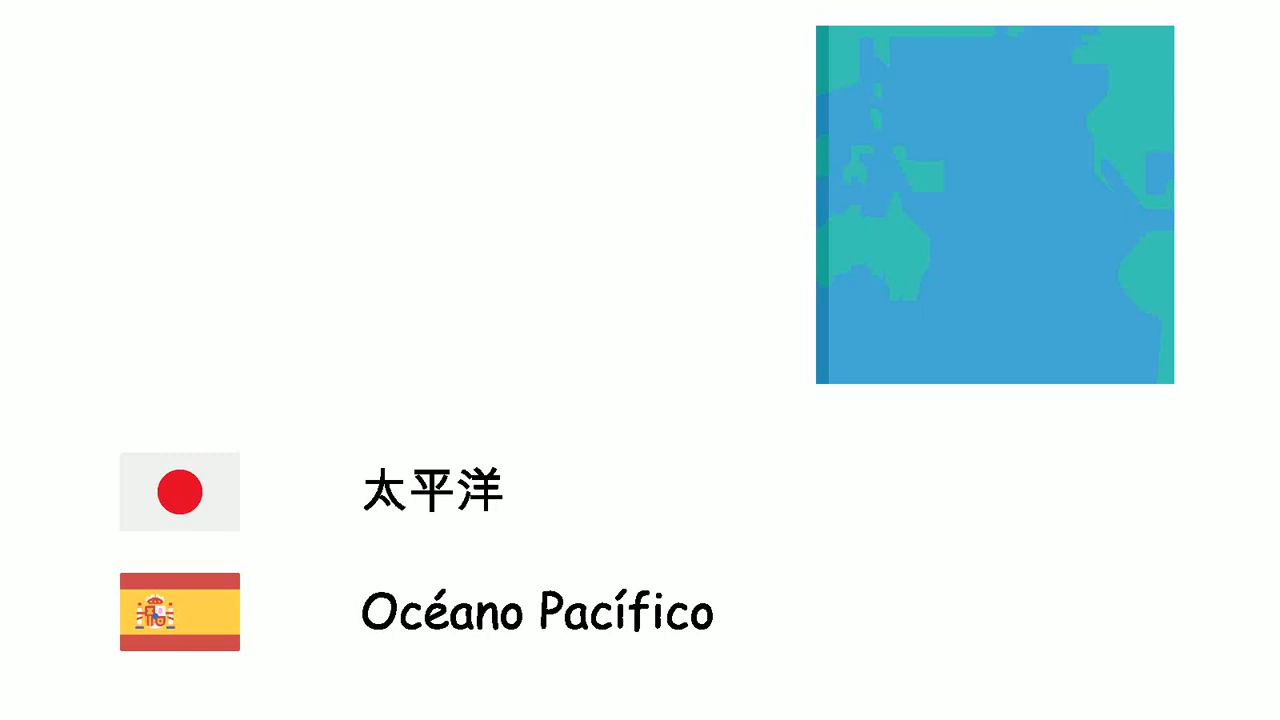 太平洋
Océano Pacífico